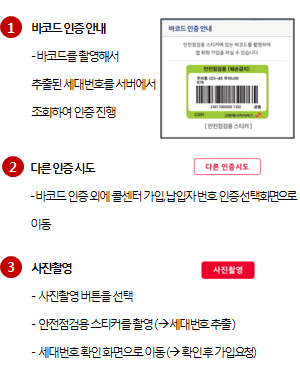 1 바코드 인증 안내
- 바코드를 촬영해서
추출된 세대번호를 서버에서
조회하여 인증 진행
바코드 인증 안내
안전점검용 스티커에 있는 바코드를 촬영하여
앱 회원 가입을 하실 수 있습니다.
안전점검용 (훼손금지)
[ 안전점검용 스티커 ]
2 다른 인증 시도
다른 인증시도
- 바코드 인증 외에 콜센터 가입,납입자 번호 인증 선택화면으로
이동
3 사진촬영
사진촬영
- 사진촬영 버튼을 선택
- 안전점검용 스티커를 촬영 (→ 세대번호 추출 )
- 세대번호 확인 화면으로 이동 (→ 확인 후 가입요청)